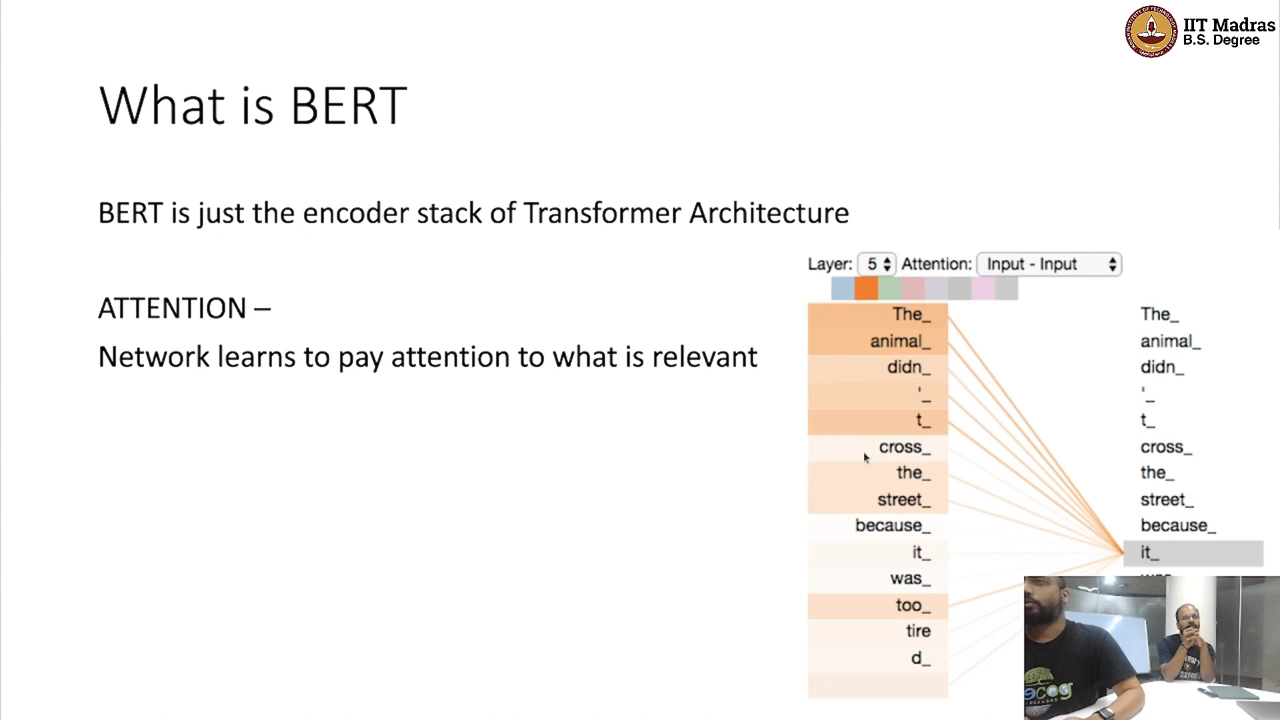 IIT Madras
B.S. Degree
What is BERT
BERT is just the encoder stack of Transformer Architecture
ATTENTION –
Network learns to pay attention to what is relevant
Layer: 5 Attention: Input - Input
The_ The_
animal_ animal_
didn_ didn_
'_ '_
t_ t_
cross_ cross_
the_ the_
street_ street_
because_ because_
it_ it_
was_
too_
tire
d_